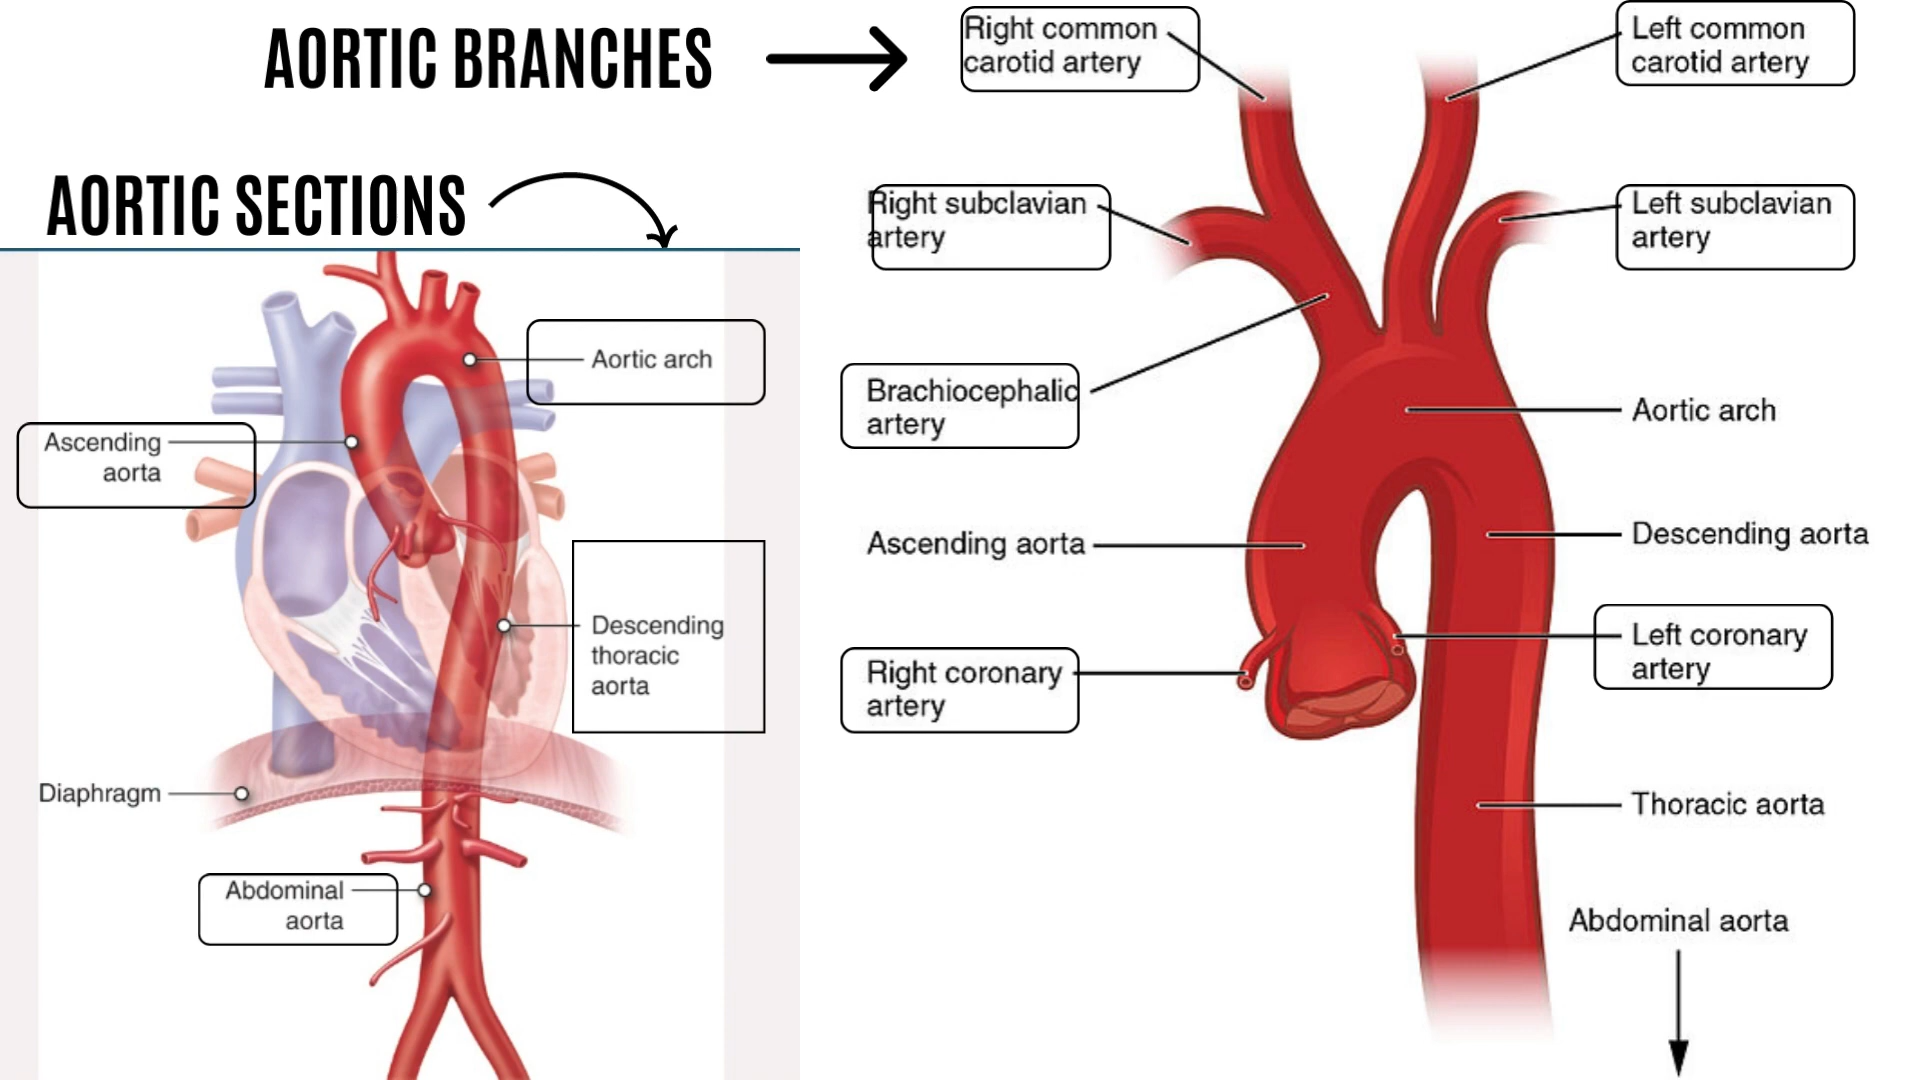 AORTIC BRANCHES
AORTIC SECTIONS
Aortic arch
Ascending
aorta
Descending
thoracic
aorta
Diaphragm
Abdominal
aorta
Right common
carotid artery
Left common
carotid artery
Right subclavian
artery
Left subclavian
artery
Brachiocephalic
artery
Aortic arch
Ascending aorta
Descending aorta
Right coronary
artery
Left coronary
artery
Thoracic aorta
Abdominal aorta